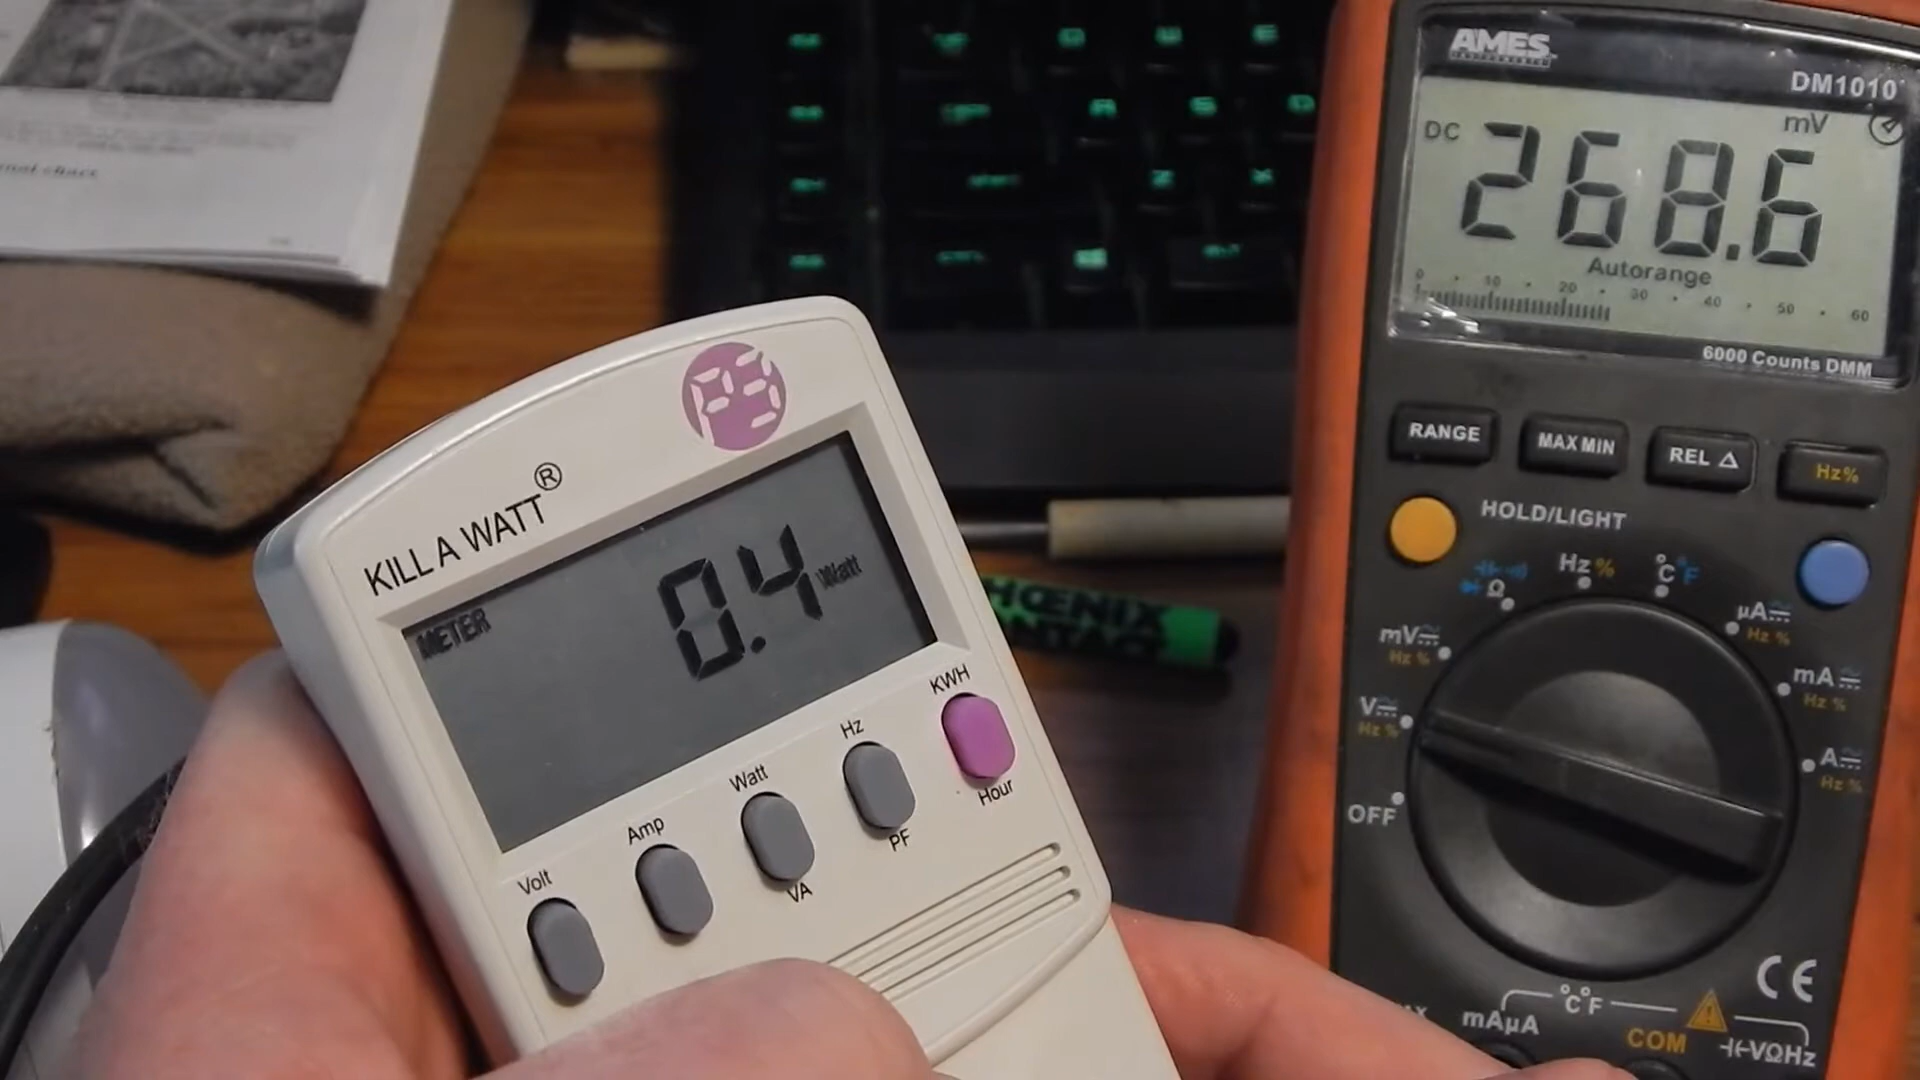 AMES
DM1010
DC
mV
268.6
Autorange
0 10 20 30 40 50 60
6000 Counts DMM
RANGE
MAX MIN
REL Δ
Hz%
HOLD/LIGHT
Ω
Hz%
°C°F
mV
Hz %
µA
Hz %
V
Hz %
mA
Hz %
A
Hz %
OFF
CE
°C°F
mAµA
COM
VΩHz
P3
KILL A WATT®
METER
0.4 Watt
Volt
Amp
Watt
VA
Hz
PF
KWH
Hour
Q W E
A S D
Z X